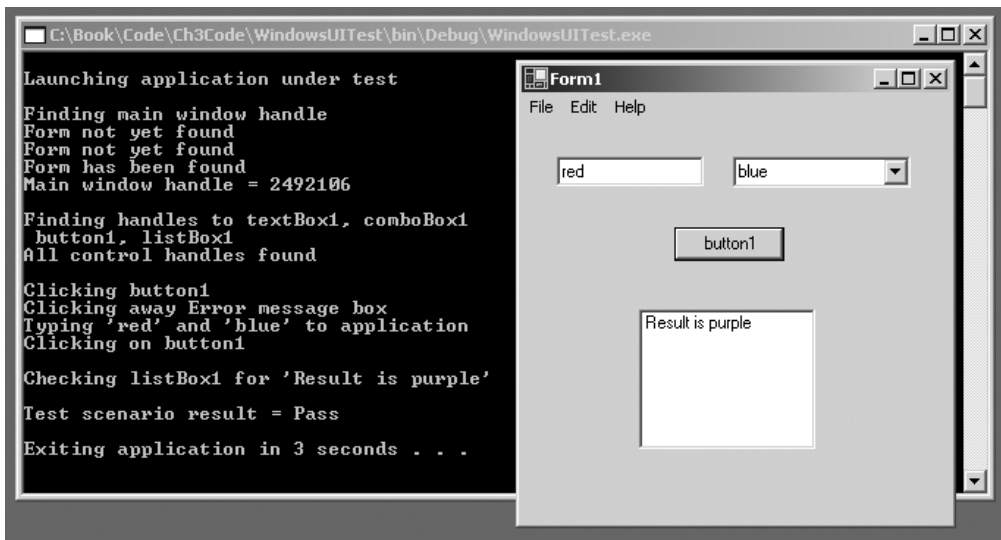 C:\Book\Code\Ch3Code\WindowsUITest\bin\Debug\WindowsUITest.exe
Launching application under test
Finding main window handle
Form not yet found
Form not yet found
Form has been found
Main window handle = 2492106
Finding handles to textBox1, comboBox1
button1, listBox1
All control handles found
Clicking button1
Clicking away Error message box
Typing 'red' and 'blue' to application
Clicking on button1
Checking listBox1 for 'Result is purple'
Test scenario result = Pass
Exiting application in 3 seconds . . .
Form1
File Edit Help
red blue
button1
Result is purple